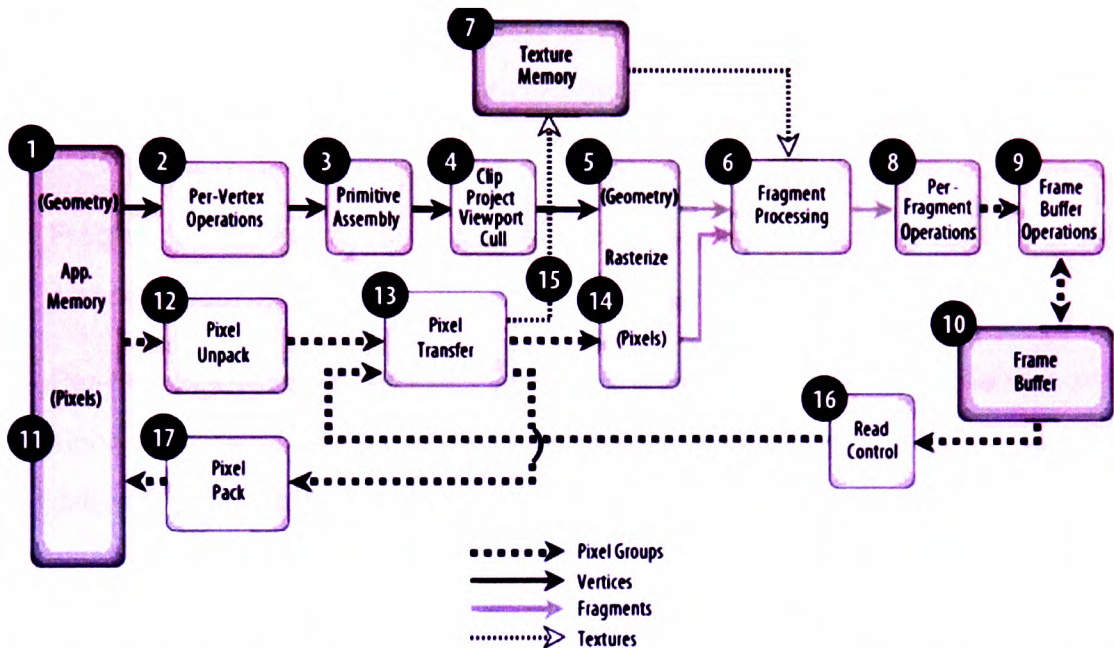 7
Texture
Memory
1
2
3
4
5
6
8
9
(Geometry)
Per-Vertex
Operations
Primitive
Assembly
Clip
Project
Viewport
Cull
(Geometry)
Fragment
Processing
Per-
Fragment
Operations
Frame
Buffer
Operations
App.
Memory
Rasterize
15
12
Pixel
Unpack
13
Pixel
Transfer
14
(Pixels)
10
Frame
Buffer
(Pixels)
11
17
Pixel
Pack
16
Read
Control
Pixel Groups
Vertices
Fragments
Textures